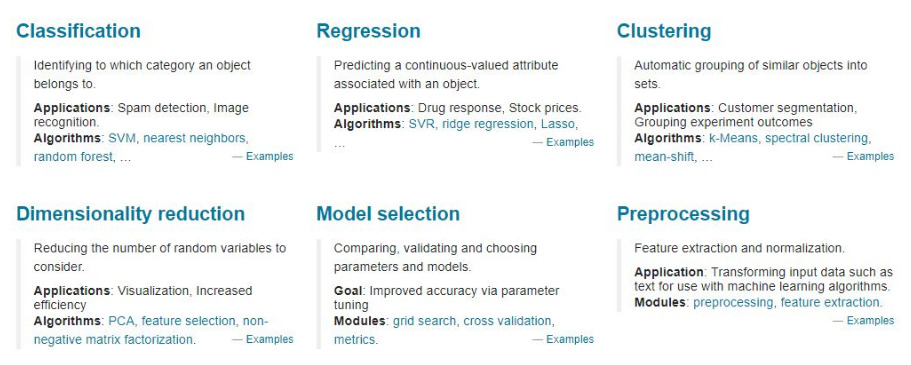 Classification
Identifying to which category an object
belongs to.
Applications: Spam detection, Image
recognition.
Algorithms: SVM, nearest neighbors,
random forest, ...
— Examples
Regression
Predicting a continuous-valued attribute
associated with an object.
Applications: Drug response, Stock prices.
Algorithms: SVR, ridge regression, Lasso,
...
— Examples
Clustering
Automatic grouping of similar objects into
sets.
Applications: Customer segmentation,
Grouping experiment outcomes
Algorithms: k-Means, spectral clustering,
mean-shift, ...
— Examples
Dimensionality reduction
Reducing the number of random variables to
consider.
Applications: Visualization, Increased
efficiency
Algorithms: PCA, feature selection, non-
negative matrix factorization.
— Examples
Model selection
Comparing, validating and choosing
parameters and models.
Goal: Improved accuracy via parameter
tuning
Modules: grid search, cross validation,
metrics.
— Examples
Preprocessing
Feature extraction and normalization.
Application: Transforming input data such as
text for use with machine learning algorithms.
Modules: preprocessing, feature extraction.
— Examples